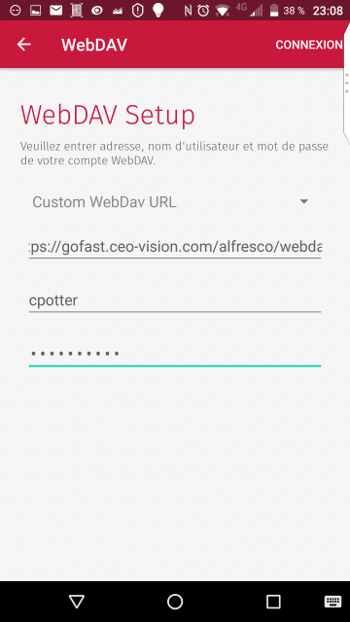 4G 38 % 23:08
WebDAV CONNEXION
WebDAV Setup
Veuillez entrer adresse, nom d'utilisateur et mot de passe
de votre compte WebDAV.
Custom WebDav URL
ps://gofast.ceo-vision.com/alfresco/webda
cpotter
••••••••••